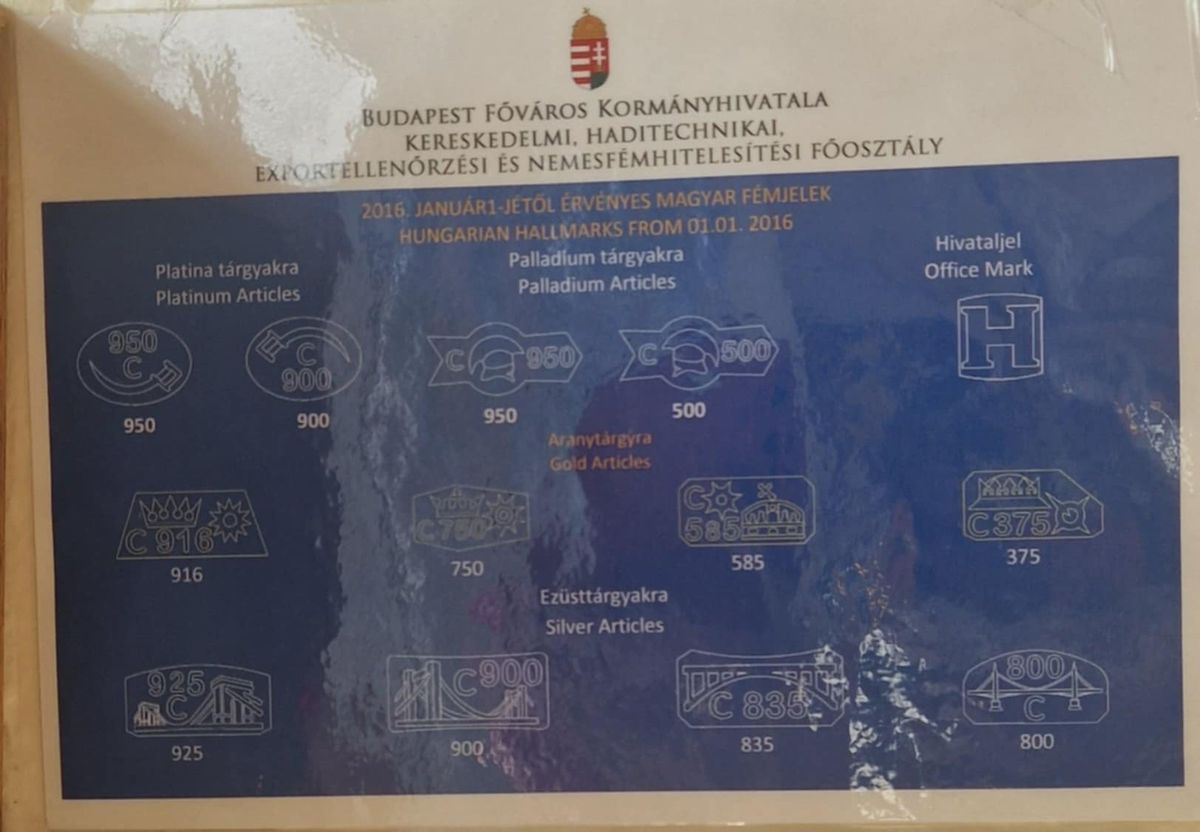 BUDAPEST FŐVÁROS KORMÁNYHIVATALA
KERESKEDELMI, HADITECHNIKAI,
EXPORTELLENŐRZÉSI ÉS NEMESFÉMHITELESÍTÉSI FŐOSZTÁLY
2016. JANUÁR1-JÉTŐL ÉRVÉNYES MAGYAR FÉMJELEK
HUNGARIAN HALLMARKS FROM 01.01. 2016
Platina tárgyakra
Platinum Articles
Palladium tárgyakra
Palladium Articles
Hivataljel
Office Mark
950
C
C
900
C 950
C 500
H
950
900
950
500
Aranytárgyra
Gold Articles
C 916
C 750
C
585
C 375
916
750
585
375
Ezüsttárgyakra
Silver Articles
925
C
C 900
C 835
800
C
925
900
835
800